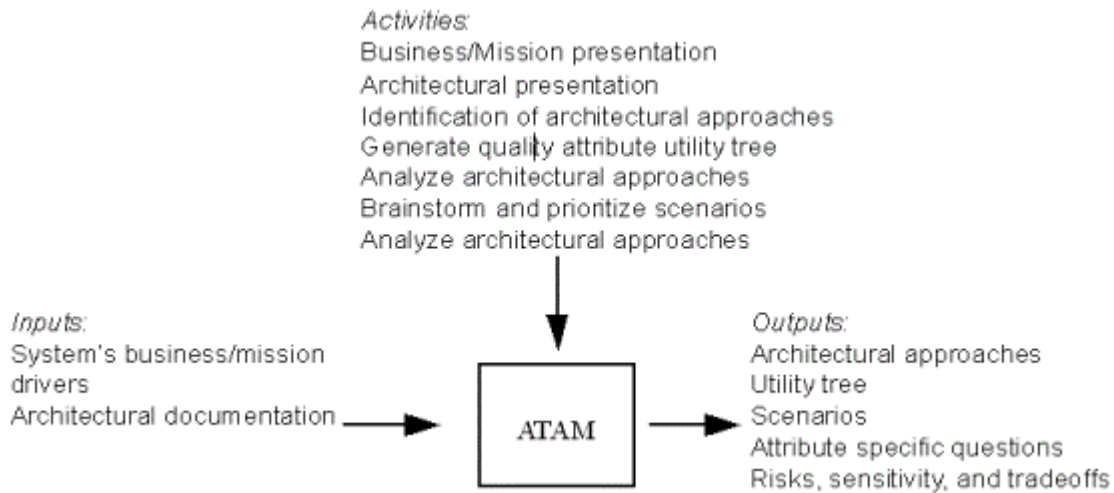 Activities:
Business/Mission presentation
Architectural presentation
Identification of architectural approaches
Generate quality attribute utility tree
Analyze architectural approaches
Brainstorm and prioritize scenarios
Analyze architectural approaches
Inputs:
System's business/mission
drivers
Architectural documentation
ATAM
Outputs:
Architectural approaches
Utility tree
Scenarios
Attribute specific questions
Risks, sensitivity, and tradeoffs